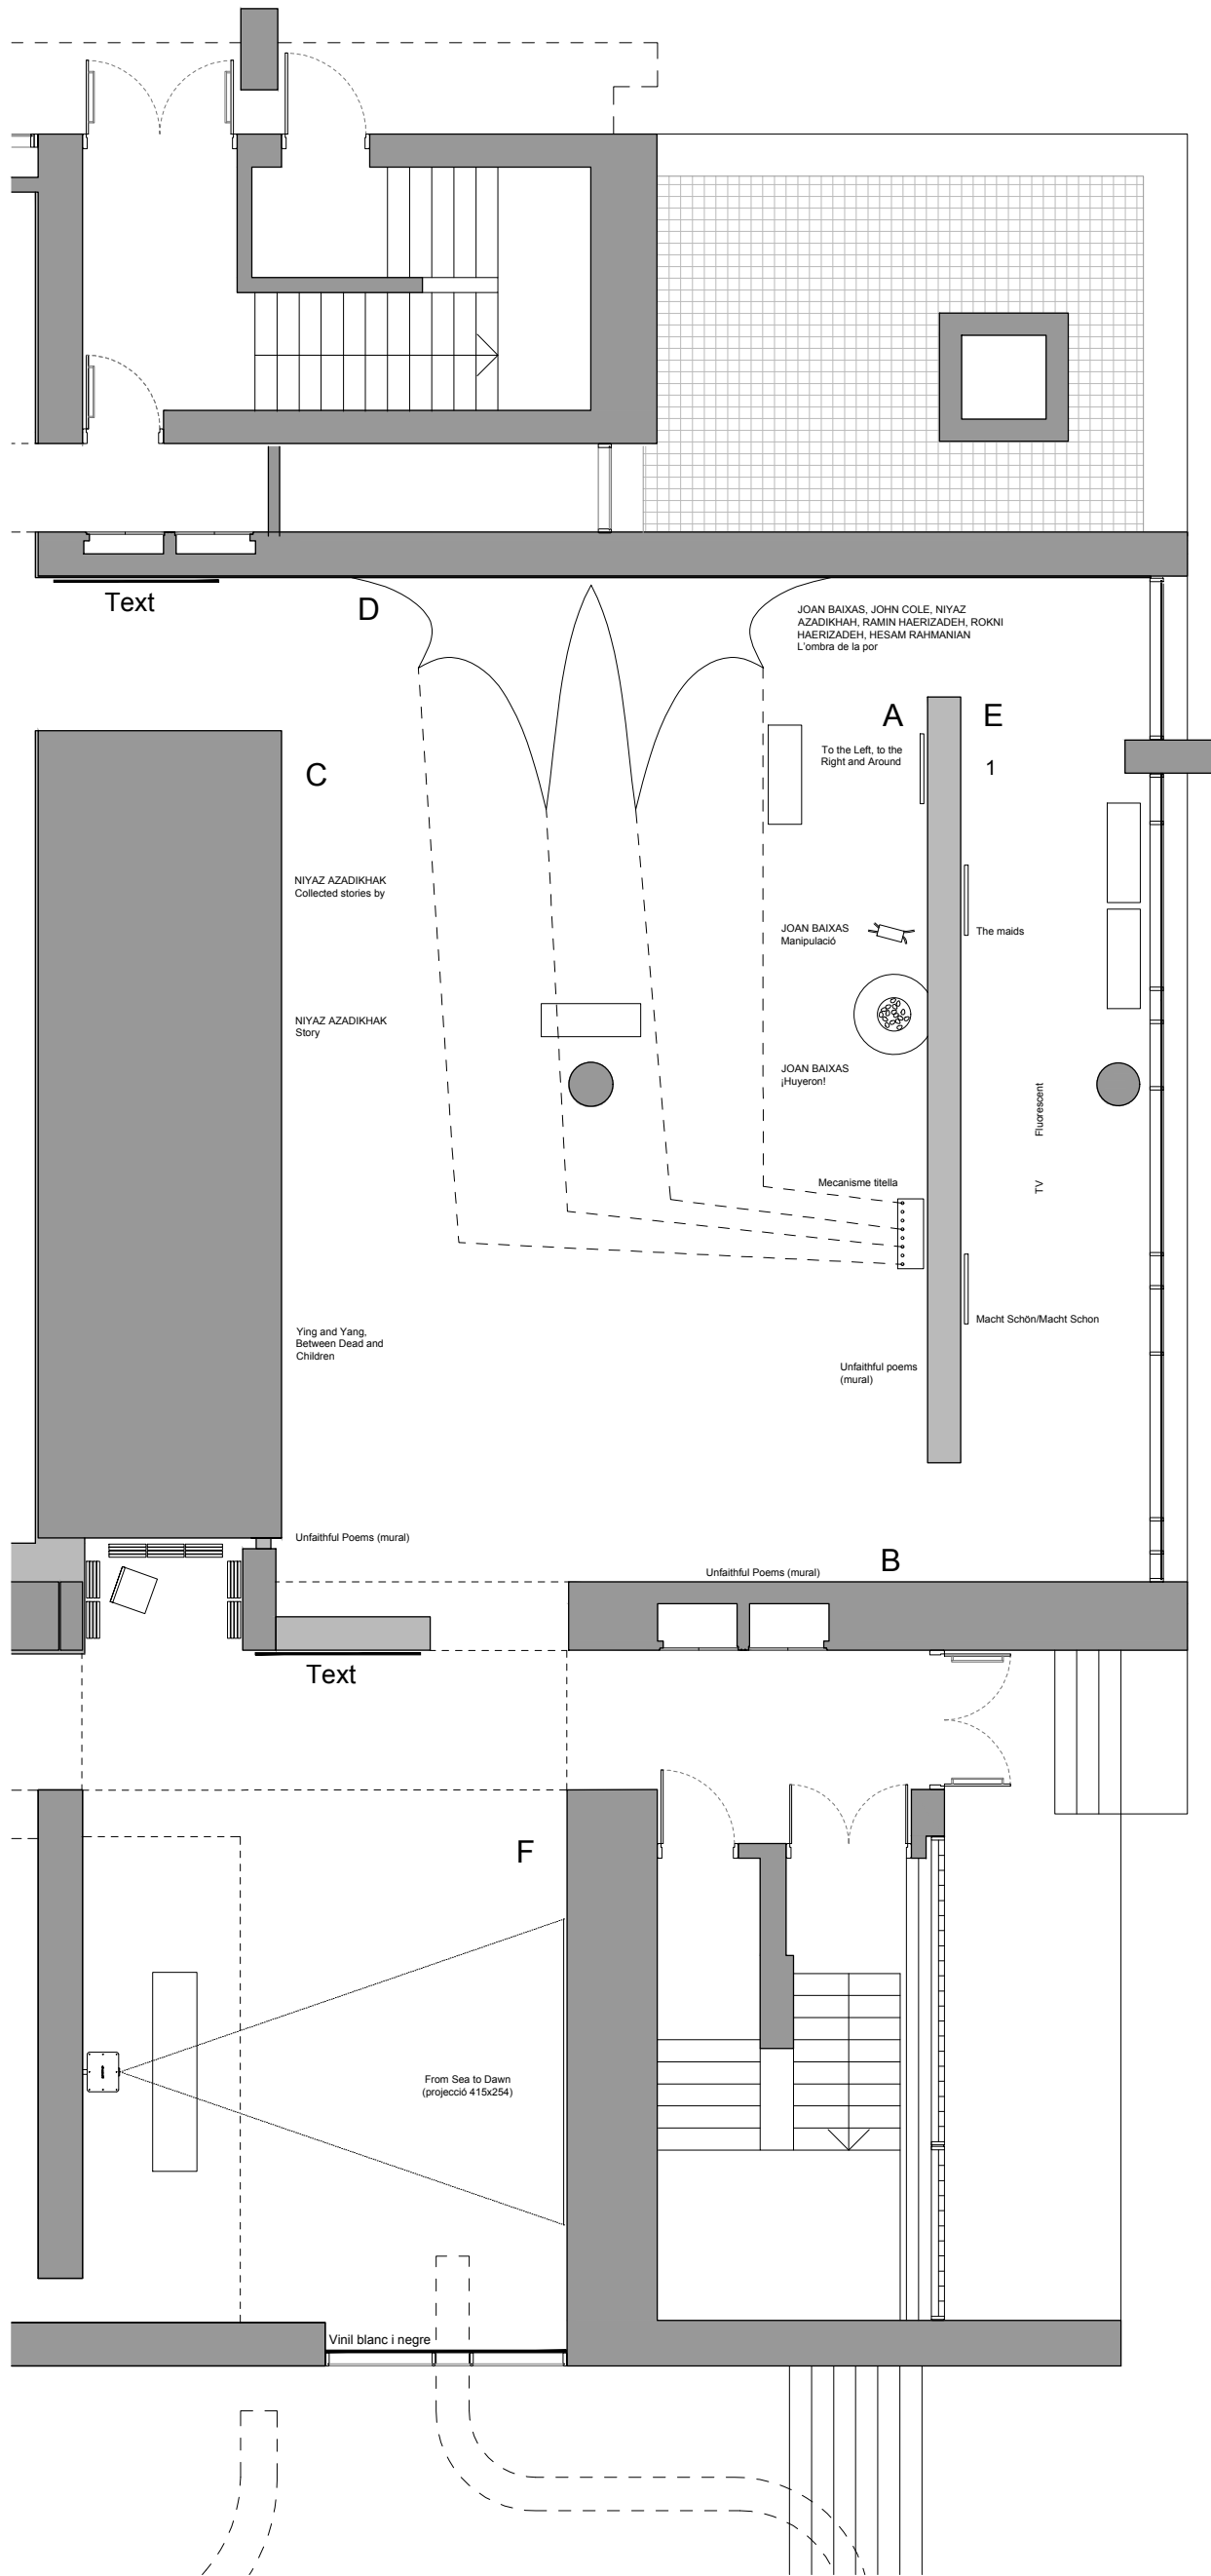 Text
D
JOAN BAIXAS, JOHN COLE, NIYAZ
AZADIKHAH, RAMIN HAERIZADEH, ROKNI
HAERIZADEH, HESAM RAHMANIAN
L'ombra de la por
A
E
To the Left, to the
Right and Around
1
C
NIYAZ AZADIKHAK
Collected stories by
JOAN BAIXAS
Manipulació
The maids
NIYAZ AZADIKHAK
Story
JOAN BAIXAS
¡Huyeron!
Fluorescent
TV
Mecanisme titella
Macht Schön/Macht Schon
Ying and Yang,
Between Dead and
Children
Unfaithful poems
(mural)
Unfaithful Poems (mural)
B
Unfaithful Poems (mural)
Text
F
From Sea to Dawn
(projecció 415x254)
Vinil blanc i negre